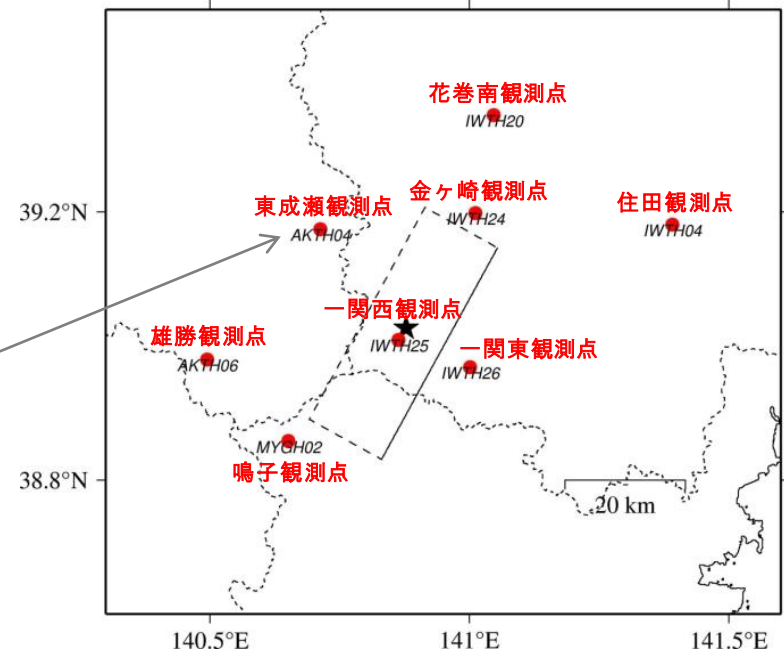 花巻南観測点
IWTH20
39.2°N
東成瀬観測点
AKTH04
金ヶ崎観測点
IWTH24
住田観測点
IWTH04
一関西観測点
IWTH25
雄勝観測点
AKTH06
一関東観測点
IWTH26
MYGH02
鳴子観測点
38.8°N
20 km
140.5°E
141°E
141.5°E